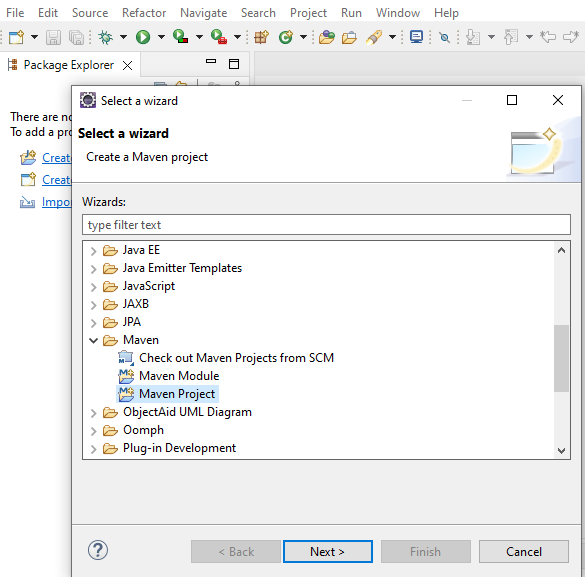 File Edit Source Refactor Navigate Search Project Run Window Help
Package Explorer
There are no
To add a pro
Create
Create
Impor
Select a wizard
Select a wizard
Create a Maven project
Wizards:
type filter text
Java EE
Java Emitter Templates
JavaScript
JAXB
JPA
Maven
Check out Maven Projects from SCM
Maven Module
Maven Project
ObjectAid UML Diagram
Oomph
Plug-in Development
< Back Next > Finish Cancel